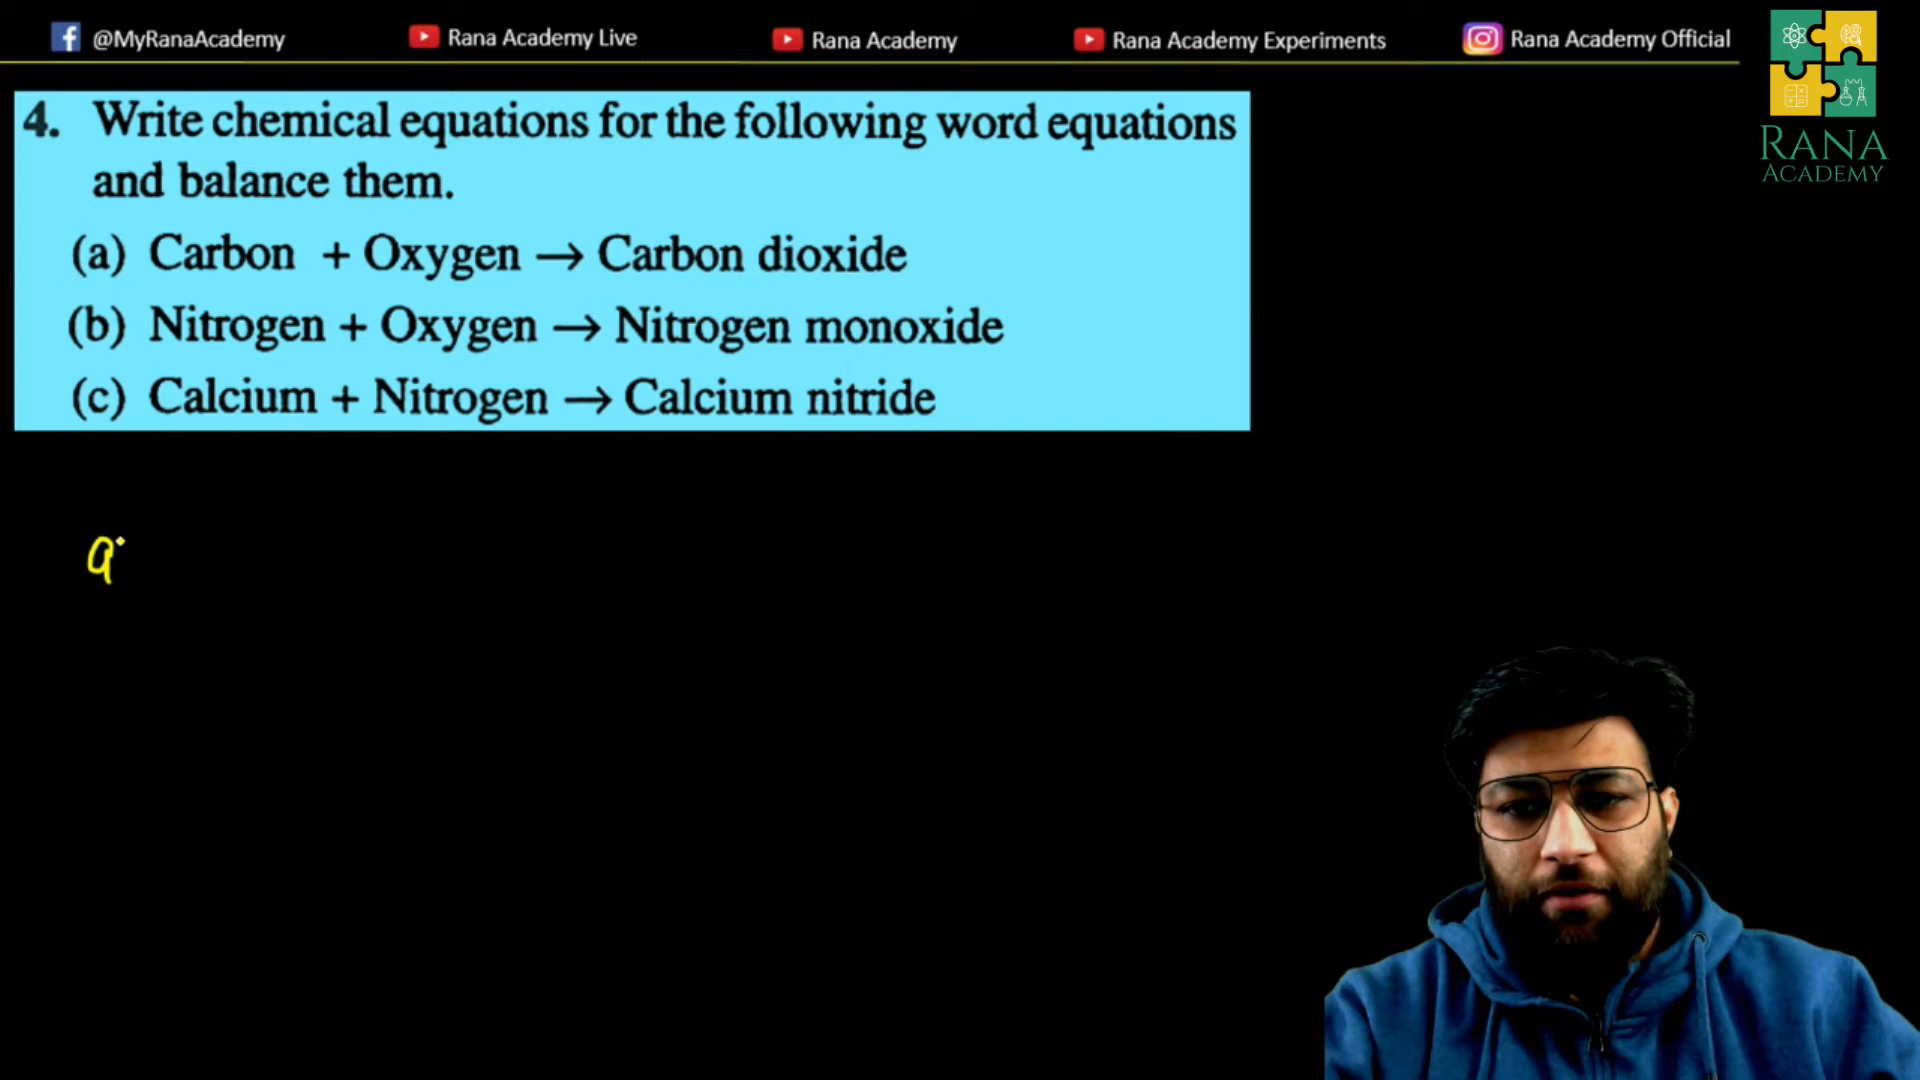 @MyRanaAcademy
Rana Academy Live
Rana Academy
Rana Academy Experiments
Rana Academy Official
RANA
ACADEMY
4. Write chemical equations for the following word equations
and balance them.
(a) Carbon + Oxygen → Carbon dioxide
(b) Nitrogen + Oxygen → Nitrogen monoxide
(c) Calcium + Nitrogen → Calcium nitride
a